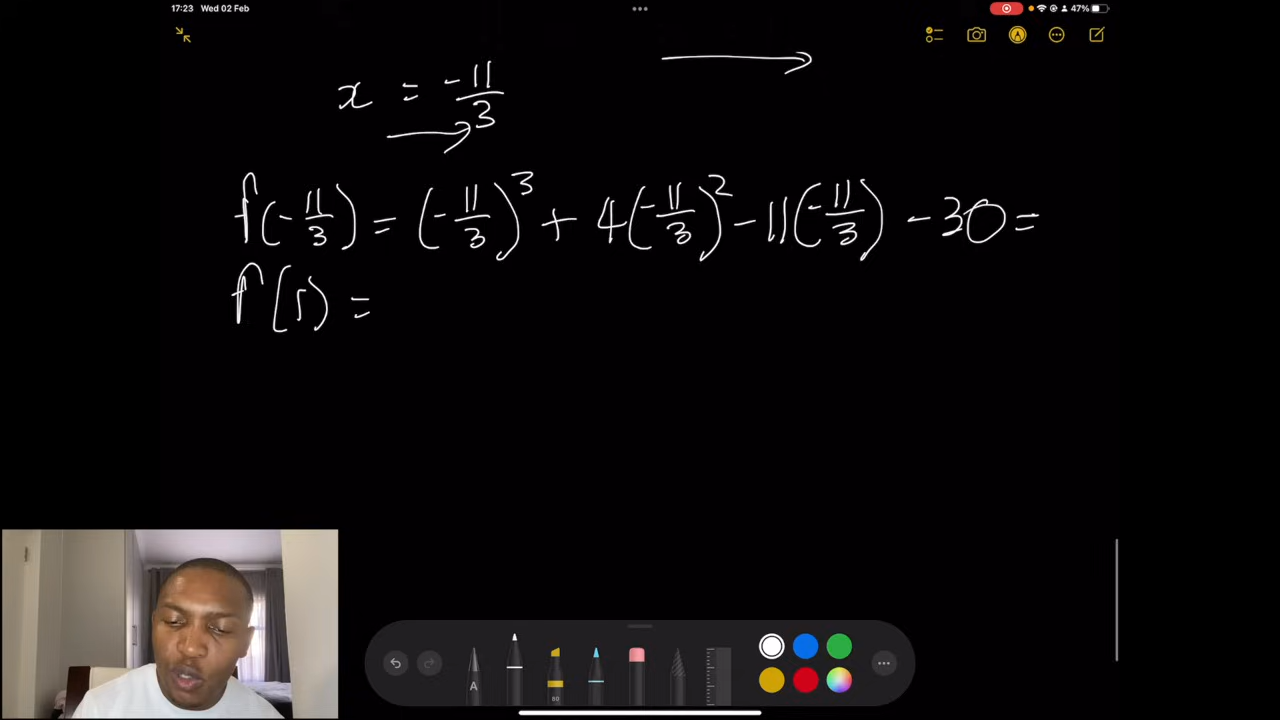 17:23 Wed 02 Feb
47%
x = -11/3
f(-11/3) = (-11/3)³ + 4(-11/3)² - 11(-11/3) - 30 =
f(1) =
A
80